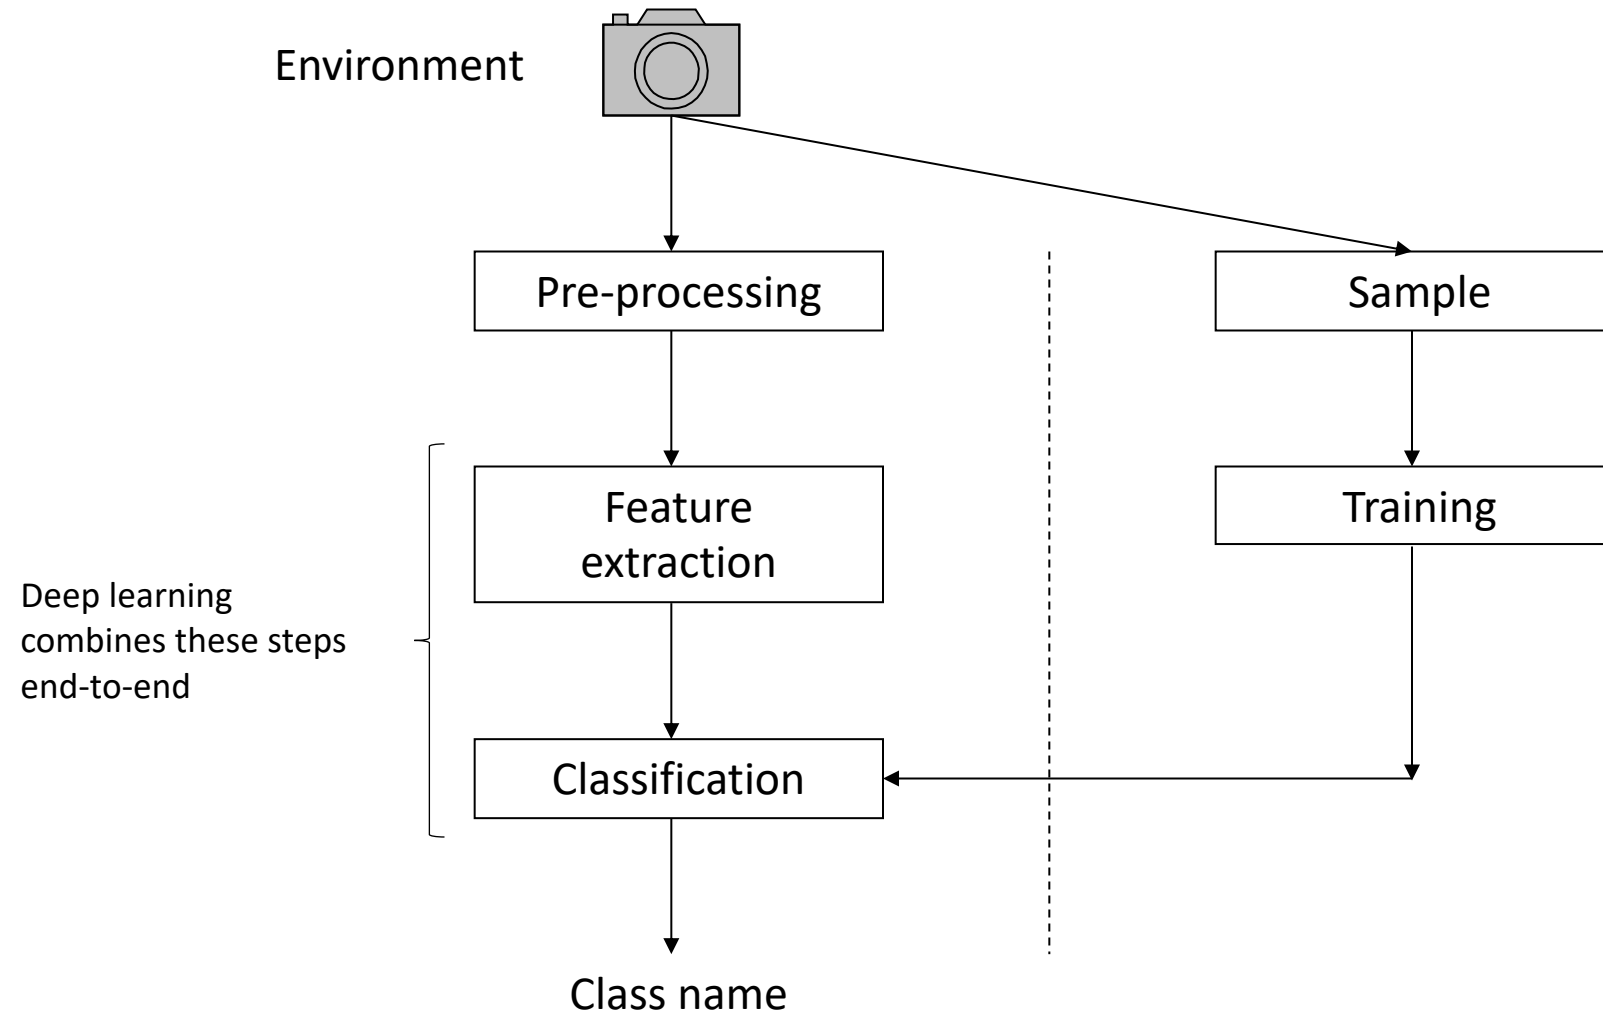 Environment
Pre-processing
Sample
Feature
extraction
Training
Deep learning
combines these steps
end-to-end
Classification
Class name